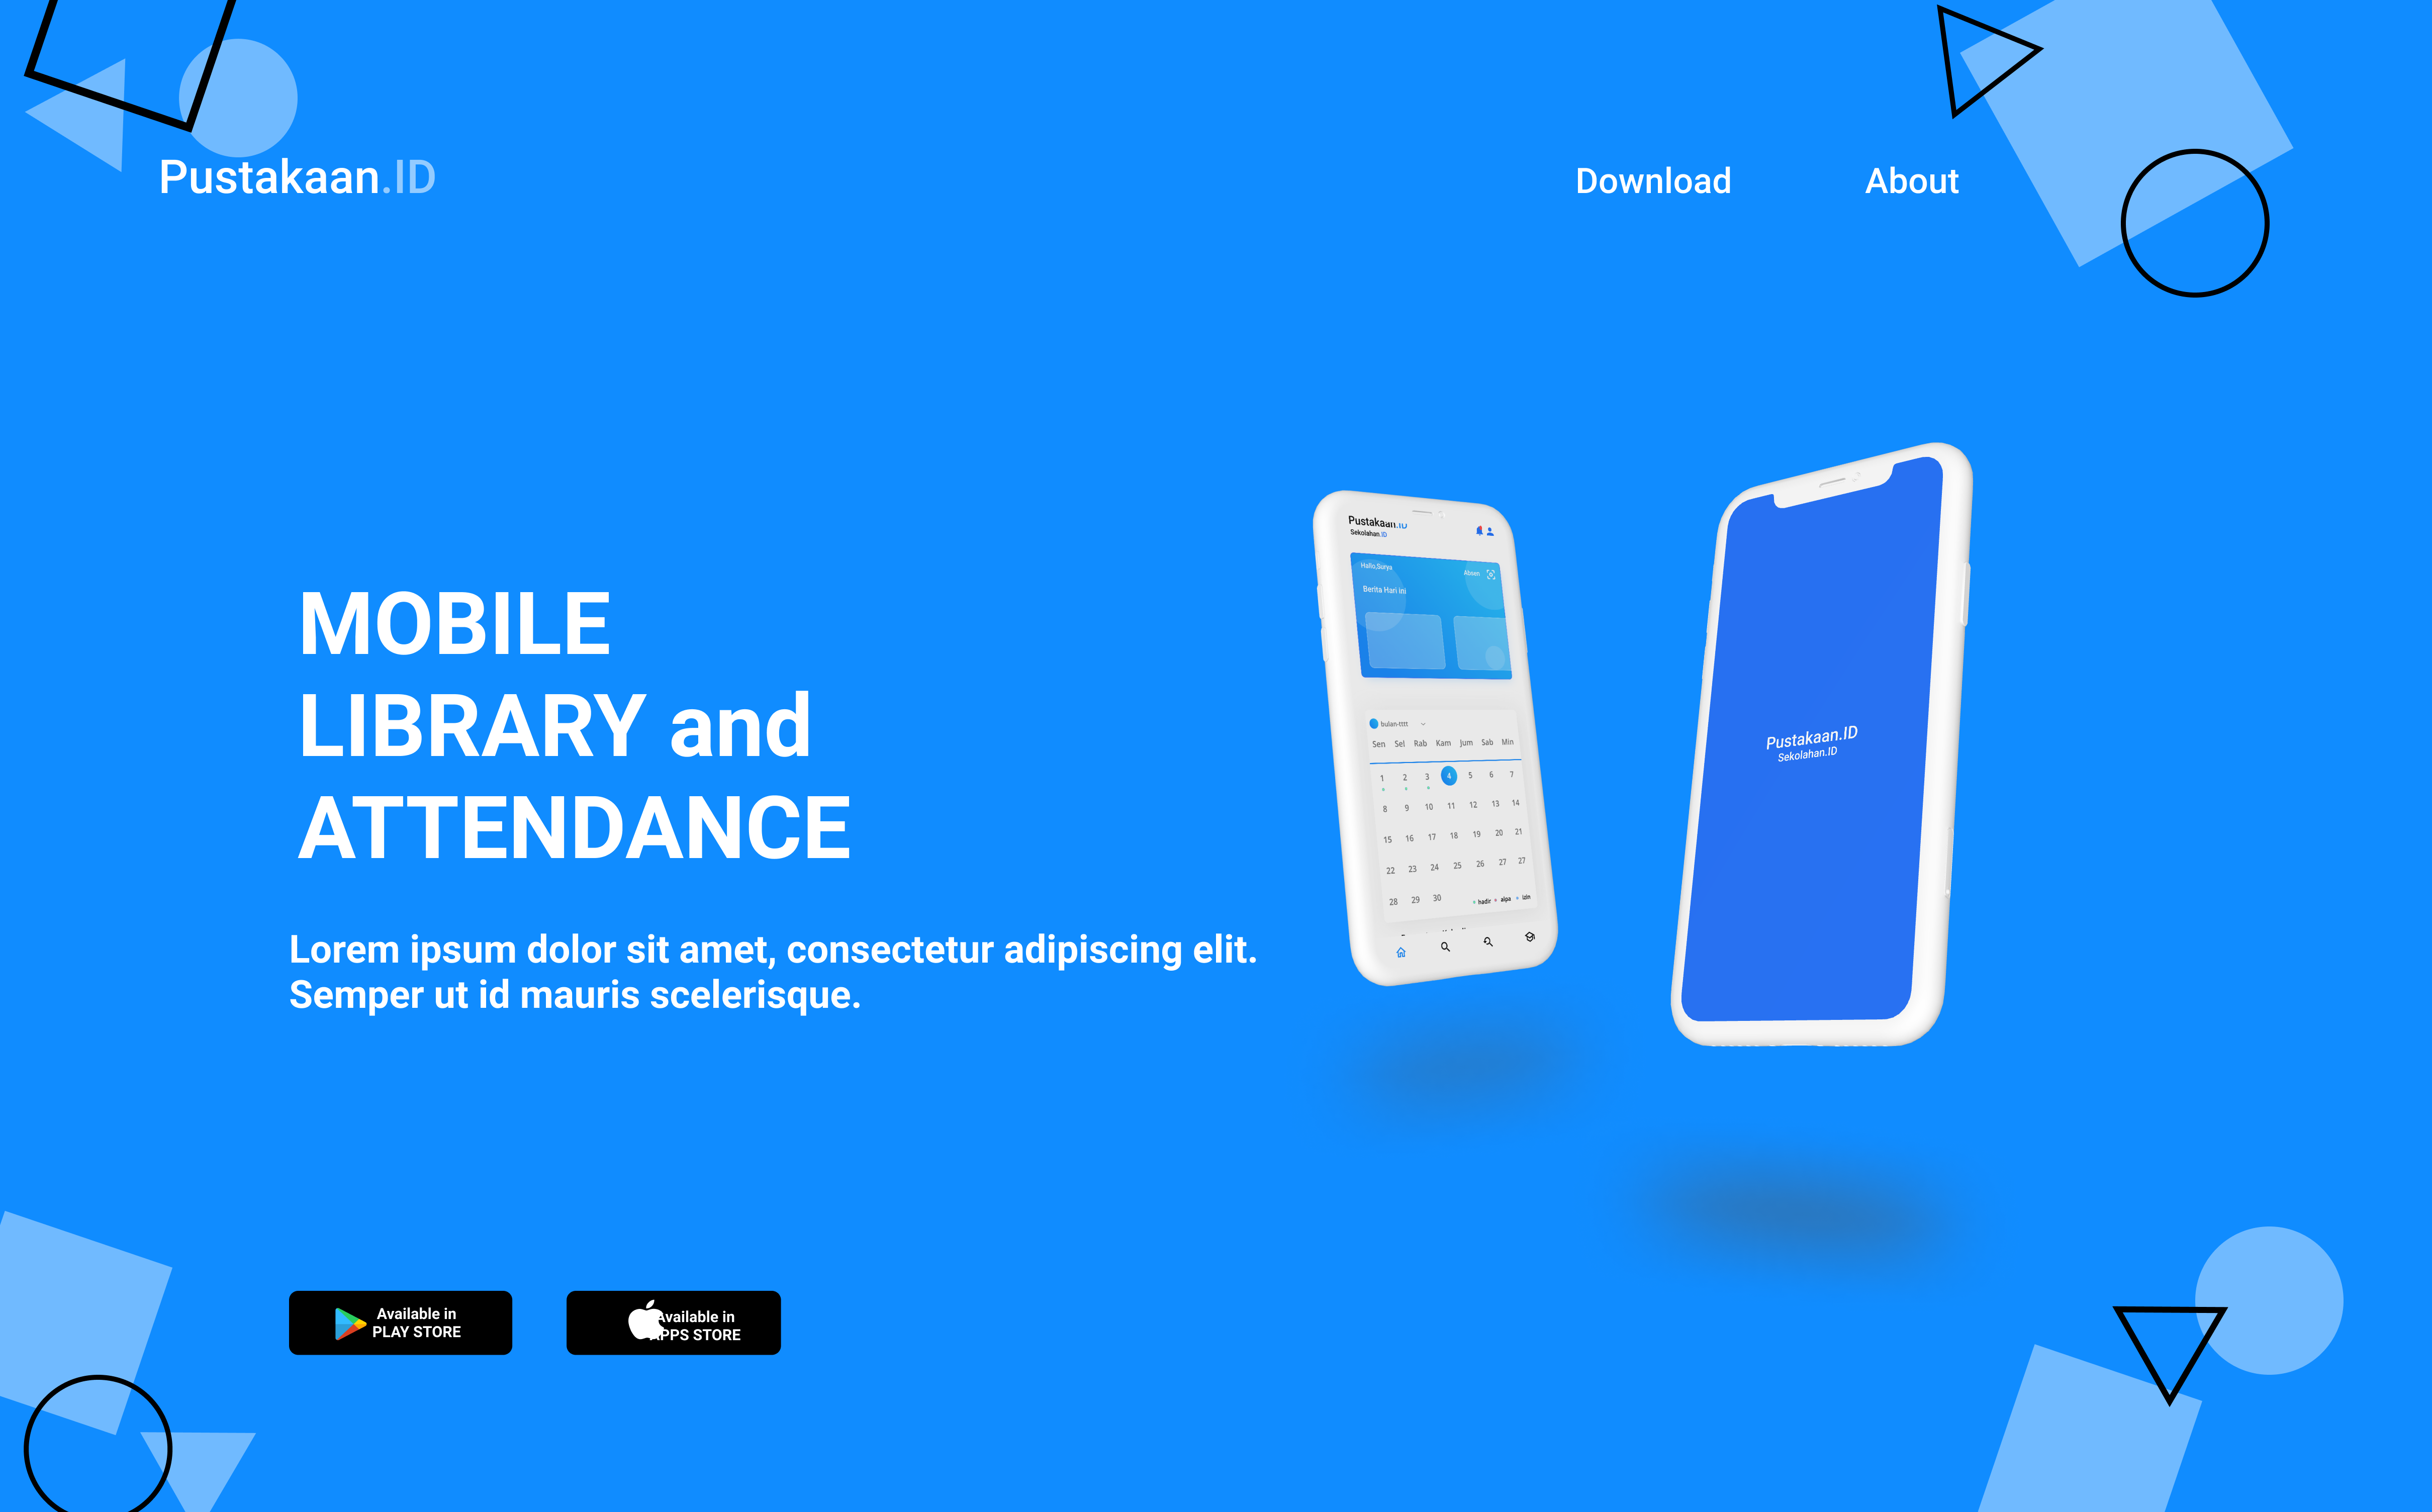 Pustakaan.ID
Download
About
MOBILE
LIBRARY and
ATTENDANCE
Lorem ipsum dolor sit amet, consectetur adipiscing elit.
Semper ut id mauris scelerisque.
Available in
PLAY STORE
Available in
APPS STORE
Pustakaan.ID
Sekolahan.ID
Hallo,Surya
Absen
Berita Hari ini
bulan-tttt
Sen Sel Rab Kam Jum Sab Min
1 2 3 4 5 6 7
8 9 10 11 12 13 14
15 16 17 18 19 20 21
22 23 24 25 26 27 27
28 29 30
hadir alpa izin
Pustakaan.ID
Sekolahan.ID